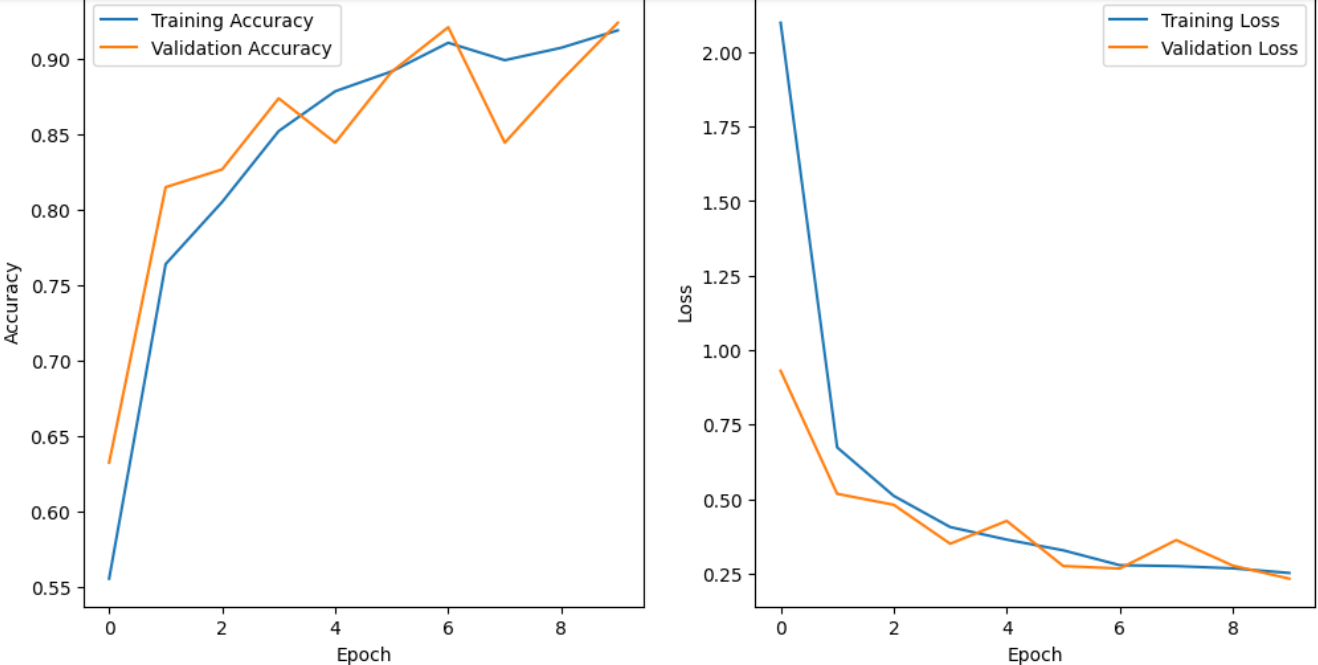 Training Accuracy
Validation Accuracy
0.90
0.85
0.80
0.75
0.70
0.65
0.60
0.55
Accuracy
0 2 4 6 8
Epoch
Training Loss
Validation Loss
2.00
1.75
1.50
1.25
1.00
0.75
0.50
0.25
Loss
0 2 4 6 8
Epoch